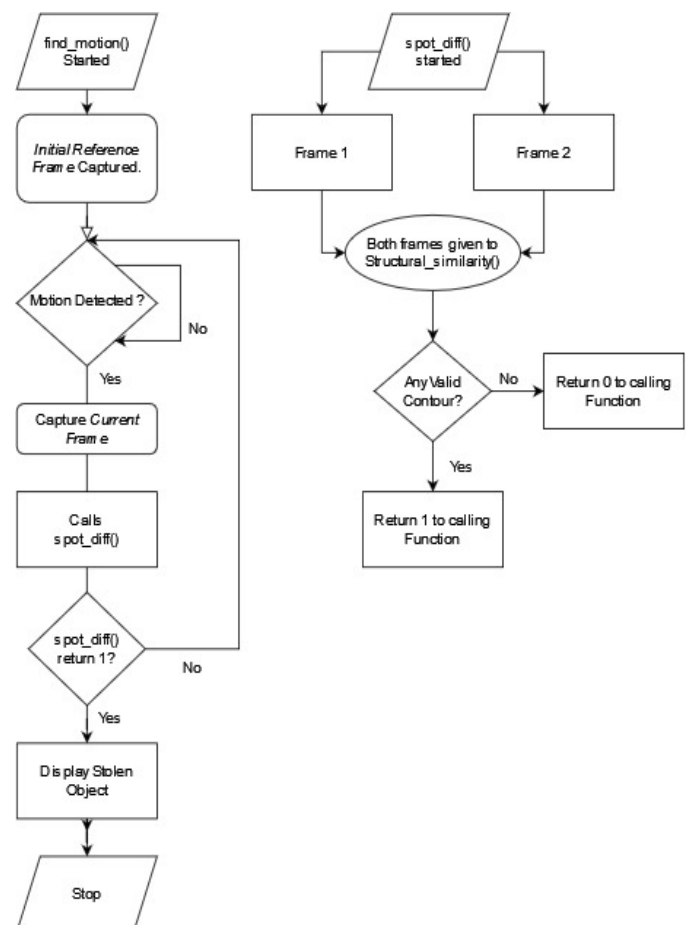 find_motion()
Started
Initial Reference
Frame Captured.
Motion Detected ?
No
Yes
Capture Current
Frame
Calls
spot_diff()
spot_diff()
return 1?
No
Yes
Display Stolen
Object
Stop
spot_diff()
started
Frame 1
Frame 2
Both frames given to
Structural_similarity()
Any Valid
Contour?
No
Return 0 to calling
Function
Yes
Return 1 to calling
Function